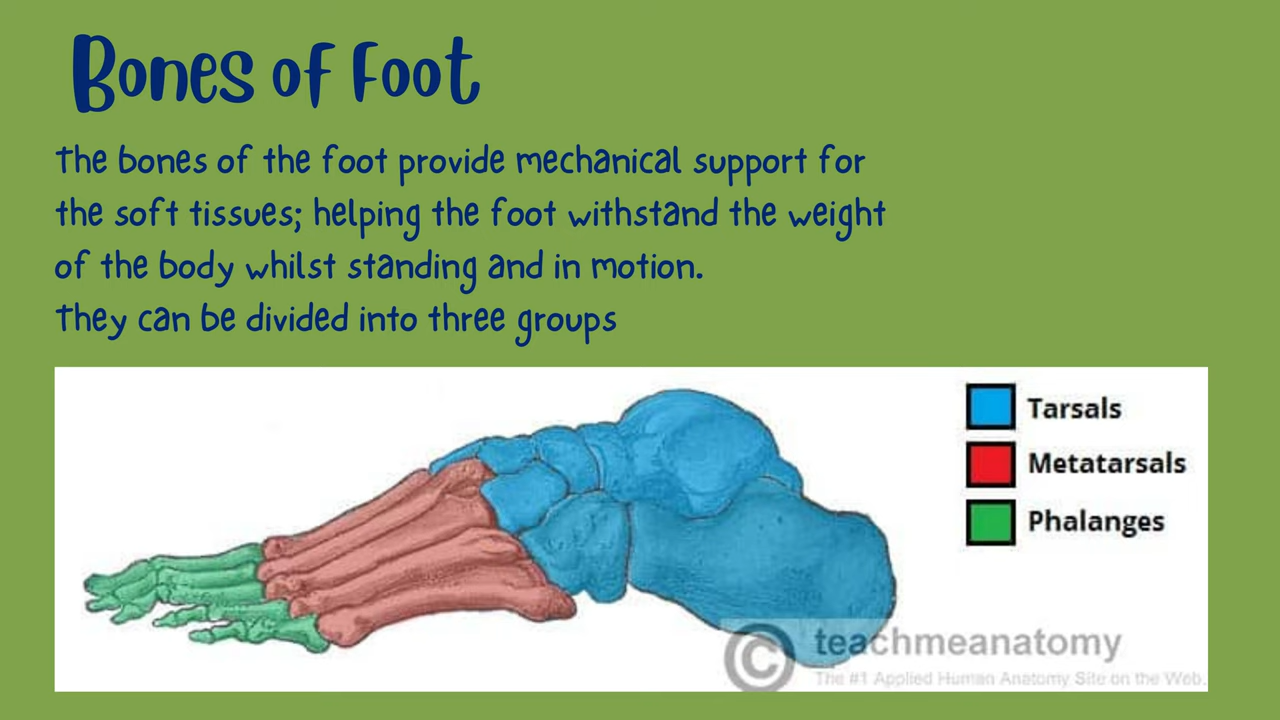 Bones of Foot
The bones of the foot provide mechanical support for
the soft tissues; helping the foot withstand the weight
of the body whilst standing and in motion.
They can be divided into three groups
Tarsals
Metatarsals
Phalanges
© teachmeanatomy
The #1 Applied Human Anatomy Site on the Web.